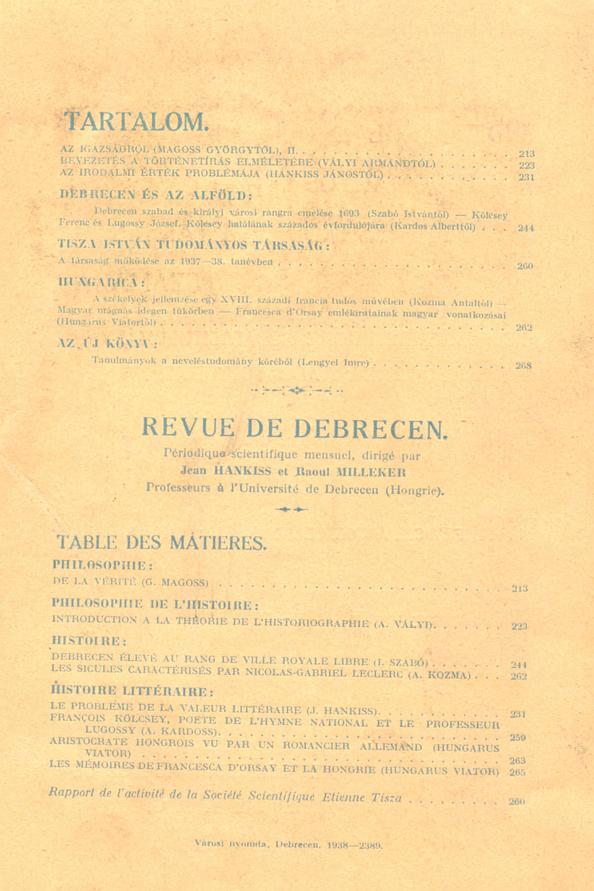 TARTALOM.
AZ IGAZSÁGRÓL (MAGOSS GYÖRGYTŐL), II. . . . . . . . . . . . . . . . . 213
BEVEZETÉS A TÖRTÉNETÍRÁS ELMÉLETÉRE (VÁLYI ARMANDTÓL) . . . . . . . 223
AZ IRODALMI ÉRTÉK PROBLÉMÁJA (HANKISS JÁNOSTÓL) . . . . . . . . . . 231
DEBRECEN ÉS AZ ALFÖLD:
Debrecen szabad és királyi városi rangra emelése 1693 (Szabó Istvántól) — Kölcsey
Ferenc és Lugossy József. Kölcsey halálának százados évfordulójára (Kardos Alberttől) . . . 244
TISZA ISTVÁN TUDOMÁNYOS TÁRSASÁG:
A társaság működése az 1937—38. tanévben . . . . . . . . . . . . . . . . . 260
HUNGARICA:
A székelyek jellemzése egy XVIII. századi francia tudós művében (Kozma Antaltól) —
Magyar mágnás idegen tükörben — Francesca d'Orsay emlékiratainak magyar vonatkozásai
(Hungarus Viatortól) . . . . . . . . . . . . . . . . . . . . . . . . . 262
AZ ÚJ KÖNYV:
Tanulmányok a neveléstudomány köréből (Lengyel Imre) . . . . . . . . . . . . 268
REVUE DE DEBRECEN.
Périodique scientifique mensuel, dirigé par
Jean HANKISS et Raoul MILLEKER
Professeurs à l'Université de Debrecen (Hongrie).
TABLE DES MÁTIERES.
PHILOSOPHIE:
DE LA VÉRITÉ (G. MAGOSS) . . . . . . . . . . . . . . . . . . . . . . . 213
PHILOSOPHIE DE L'HISTOIRE:
INTRODUCTION A LA THÉORIE DE L'HISTORIOGRAPHIE (A. VÁLYI). . . . . . . 223
HISTOIRE:
DEBRECEN ÉLEVÉ AU RANG DE VILLE ROYALE LIBRE (I. SZABÓ) . . . . . . . 244
LES SICULES CARACTÉRISÉS PAR NICOLAS-GABRIEL LECLERC (A. KOZMA) . . . 262
HISTOIRE LITTÉRAIRE:
LE PROBLÈME DE LA VALEUR LITTÉRAIRE (J. HANKISS). . . . . . . . . . . . 231
FRANÇOIS KÖLCSEY, POETE DE L'HYMNE NATIONAL ET LE PROFESSEUR
LUGOSSY (A. KARDOSS). . . . . . . . . . . . . . . . . . . . . . . . 259
ARISTOCRATE HONGROIS VU PAR UN ROMANCIER ALLEMAND (HUNGARUS
VIATOR) . . . . . . . . . . . . . . . . . . . . . . . . . . . . . 263
LES MÉMOIRES DE FRANCESCA D'ORSAY ET LA HONGRIE (HUNGARUS VIATOR) 265
Rapport de l'activité de la Société Scientifique Etienne Tisza . . . . . . . . . 260
Városi nyomda, Debrecen. 1938—2389.